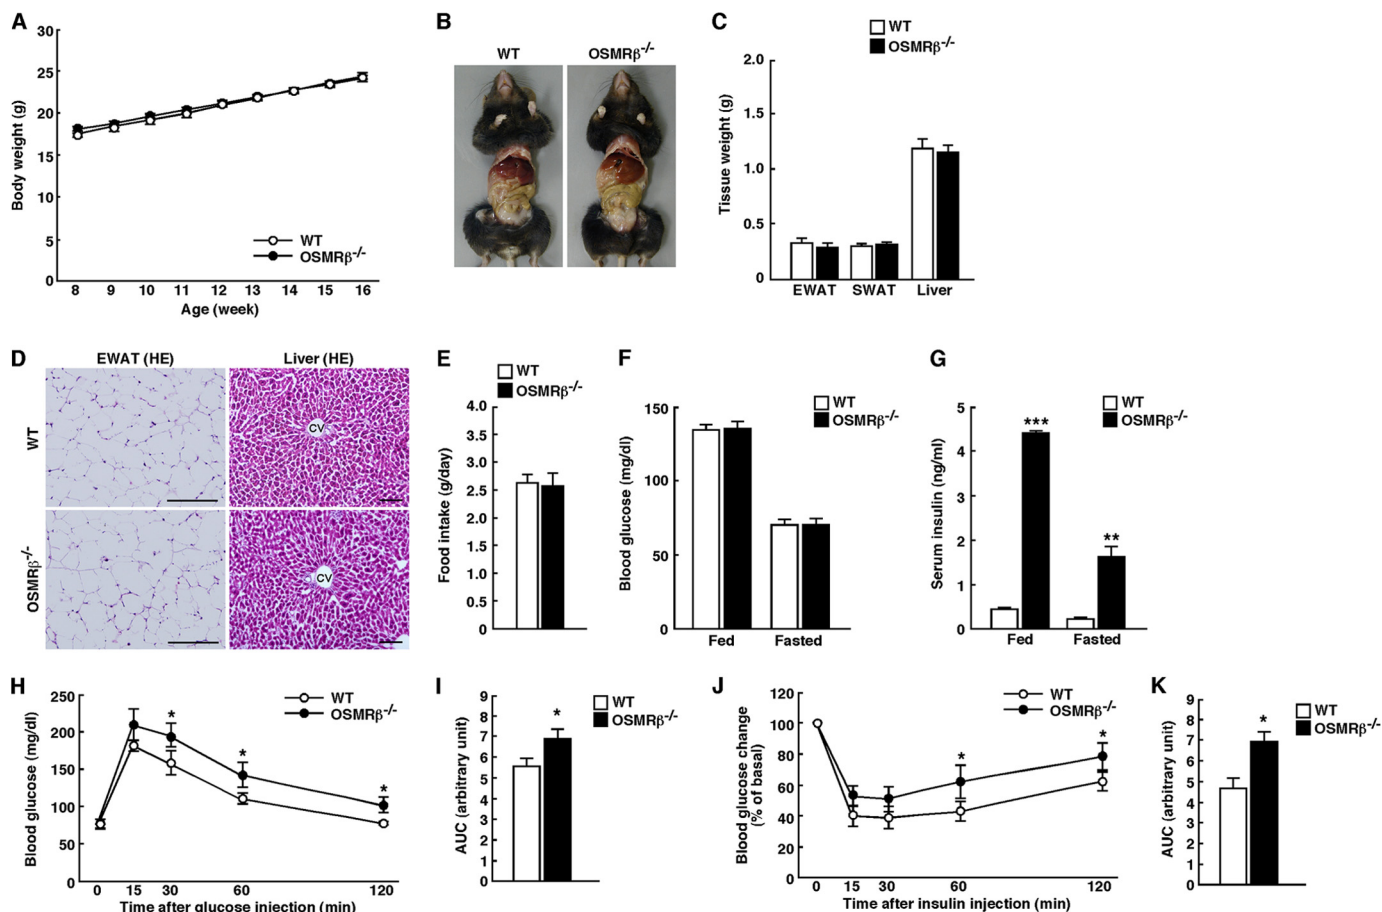 A
Body weight (g)
30
25
20
15
10
5
0
WT
OSMRβ-/-
8 9 10 11 12 13 14 15 16
Age (week)
B
WT OSMRβ-/-
C
WT
OSMRβ-/-
Tissue weight (g)
2.0
1.5
1.0
0.5
0
EWAT SWAT Liver
D
EWAT (HE) Liver (HE)
WT
CV
OSMRβ-/-
CV
E
WT
OSMRβ-/-
Food intake (g/day)
4.0
3.5
3.0
2.5
2.0
1.5
1.0
0.5
0
F
WT
OSMRβ-/-
Blood glucose (mg/dl)
150
100
50
0
Fed Fasted
G
WT
OSMRβ-/-
Serum insulin (ng/ml)
5
4
3
2
1
0
***
**
Fed Fasted
H
WT
OSMRβ-/-
Blood glucose (mg/dl)
250
200
150
100
50
0
*
*
*
0 15 30 60 120
Time after glucose injection (min)
I
WT
OSMRβ-/-
AUC (arbitrary unit)
9
8
7
6
5
4
3
2
1
0
*
J
WT
OSMRβ-/-
Blood glucose change
(% of basal)
120
100
80
60
40
20
0
*
*
0 15 30 60 120
Time after insulin injection (min)
K
WT
OSMRβ-/-
AUC (arbitrary unit)
9
8
7
6
5
4
3
2
1
0
*